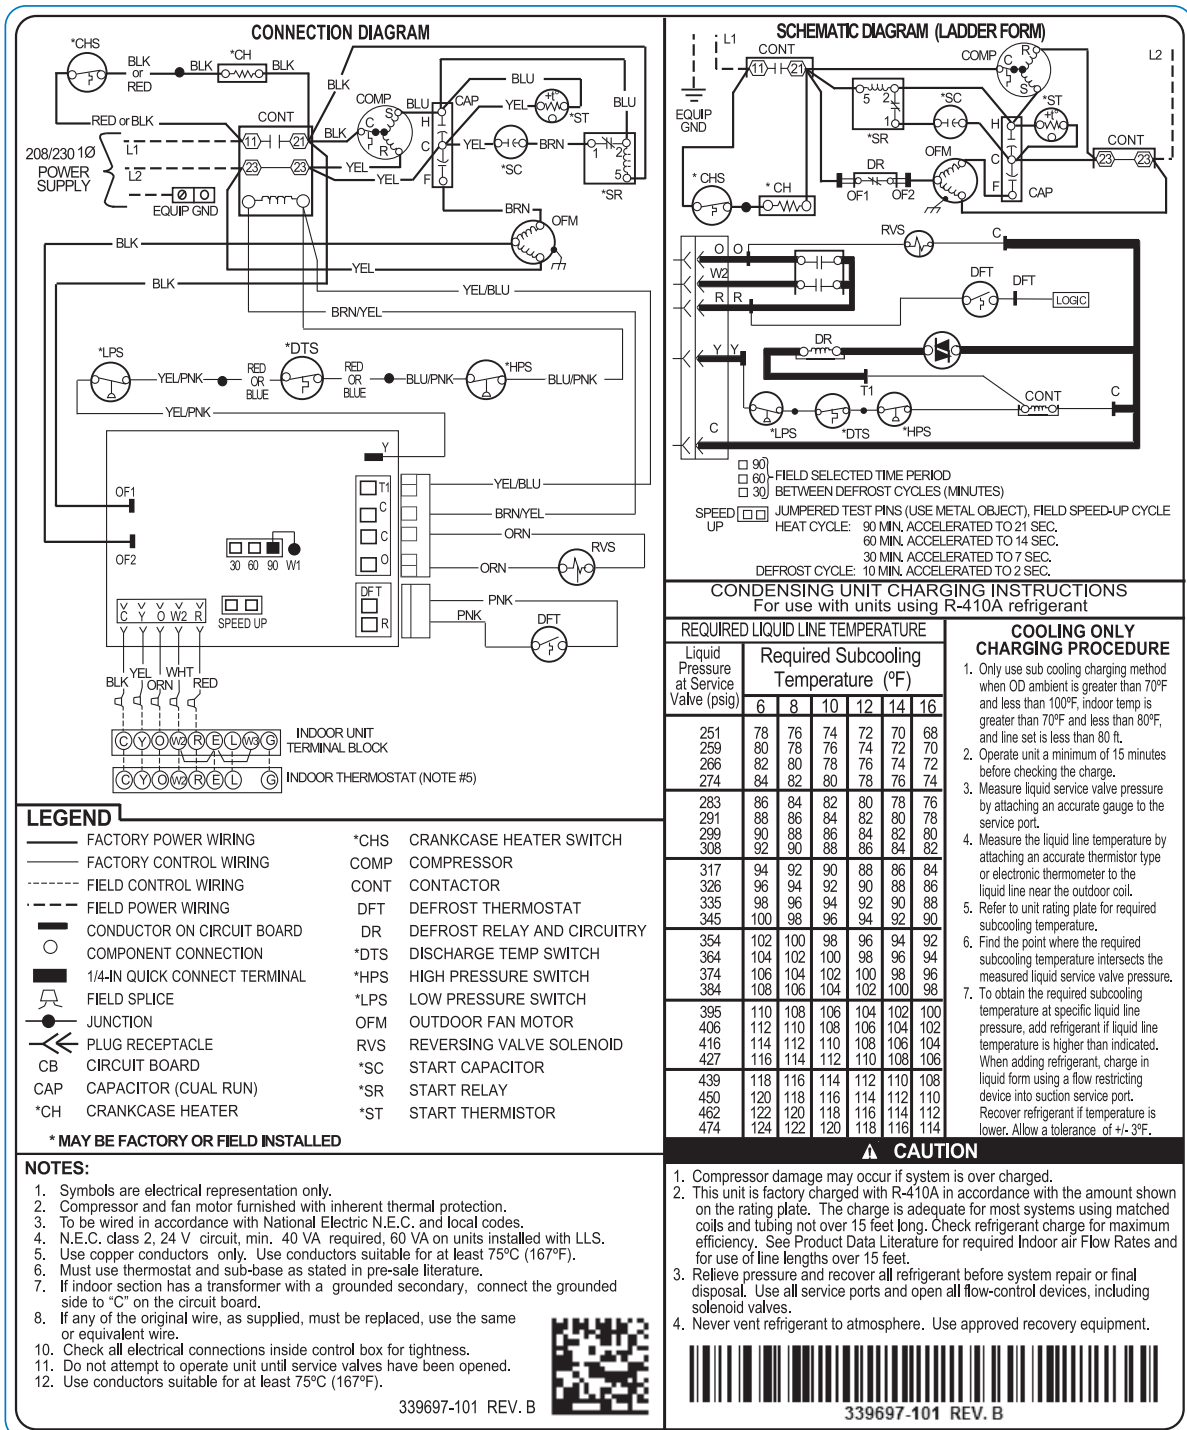 CONNECTION DIAGRAM
*CHS
BLK
or
RED
BLK
*CH
BLK
BLK
RED or BLK
CONT
COMP
BLU
CAP
BLU
YEL
+t°
*ST
BLU
208/230 1Ø
POWER
SUPPLY
L1
L2
11
21
23
23
BLK
C
S
R
H
C
F
YEL
YEL
YEL
*SC
BRN
1
2
5
*SR
EQUIP GND
BRN
OFM
BLK
YEL
BLK
YEL/BLU
BRN/YEL
*LPS
YEL/PNK
RED
OR
BLUE
*DTS
RED
OR
BLUE
BLU/PNK
*HPS
BLU/PNK
YEL/PNK
Y
OF1
OF2
T1
C
C
O
YEL/BLU
BRN/YEL
ORN
ORN
RVS
30 60 90 W1
DFT
R
PNK
PNK
DFT
C Y O W2 R
SPEED UP
BLK
YEL
ORN
WHT
RED
C Y O W2 R E L W3 G
INDOOR UNIT
TERMINAL BLOCK
C Y O W2 R E L G
INDOOR THERMOSTAT (NOTE #5)
LEGEND
FACTORY POWER WIRING
FACTORY CONTROL WIRING
FIELD CONTROL WIRING
FIELD POWER WIRING
CONDUCTOR ON CIRCUIT BOARD
COMPONENT CONNECTION
1/4-IN QUICK CONNECT TERMINAL
FIELD SPLICE
JUNCTION
PLUG RECEPTACLE
CB CIRCUIT BOARD
CAP CAPACITOR (CUAL RUN)
*CH CRANKCASE HEATER
*CHS CRANKCASE HEATER SWITCH
COMP COMPRESSOR
CONT CONTACTOR
DFT DEFROST THERMOSTAT
DR DEFROST RELAY AND CIRCUITRY
*DTS DISCHARGE TEMP SWITCH
*HPS HIGH PRESSURE SWITCH
*LPS LOW PRESSURE SWITCH
OFM OUTDOOR FAN MOTOR
RVS REVERSING VALVE SOLENOID
*SC START CAPACITOR
*SR START RELAY
*ST START THERMISTOR
* MAY BE FACTORY OR FIELD INSTALLED
NOTES:
1. Symbols are electrical representation only.
2. Compressor and fan motor furnished with inherent thermal protection.
3. To be wired in accordance with National Electric N.E.C. and local codes.
4. N.E.C. class 2, 24 V circuit, min. 40 VA required, 60 VA on units installed with LLS.
5. Use copper conductors only. Use conductors suitable for at least 75ºC (167ºF).
6. Must use thermostat and sub-base as stated in pre-sale literature.
7. If indoor section has a transformer with a grounded secondary, connect the grounded
side to “C” on the circuit board.
8. If any of the original wire, as supplied, must be replaced, use the same
or equivalent wire.
10. Check all electrical connections inside control box for tightness.
11. Do not attempt to operate unit until service valves have been opened.
12. Use conductors suitable for at least 75ºC (167ºF).
339697-101 REV. B
SCHEMATIC DIAGRAM (LADDER FORM)
L1
CONT
11
21
COMP
C
R
S
L2
EQUIP
GND
5
2
1
*SR
*SC
*ST
+t°
H
C
F
CAP
CONT
23
23
OFM
DR
OF1
OF2
* CHS
* CH
O O
W2
R R
Y Y
C
RVS
C
DFT
DFT
LOGIC
DR
T1
CONT
C
*LPS
*DTS
*HPS
90
60
30
FIELD SELECTED TIME PERIOD
BETWEEN DEFROST CYCLES (MINUTES)
SPEED
UP
JUMPERED TEST PINS (USE METAL OBJECT), FIELD SPEED-UP CYCLE
HEAT CYCLE: 90 MIN. ACCELERATED TO 21 SEC.
60 MIN. ACCELERATED TO 14 SEC.
30 MIN. ACCELERATED TO 7 SEC.
DEFROST CYCLE: 10 MIN. ACCELERATED TO 2 SEC.
CONDENSING UNIT CHARGING INSTRUCTIONS
For use with units using R-410A refrigerant
REQUIRED LIQUID LINE TEMPERATURE
Liquid
Pressure
at Service
Valve (psig)
Required Subcooling
Temperature (ºF)
6 8 10 12 14 16
251 78 76 74 72 70 68
259 80 78 76 74 72 70
266 82 80 78 76 74 72
274 84 82 80 78 76 74
283 86 84 82 80 78 76
291 88 86 84 82 80 78
299 90 88 86 84 82 80
308 92 90 88 86 84 82
317 94 92 90 88 86 84
326 96 94 92 90 88 86
335 98 96 94 92 90 88
345 100 98 96 94 92 90
354 102 100 98 96 94 92
364 104 102 100 98 96 94
374 106 104 102 100 98 96
384 108 106 104 102 100 98
395 110 108 106 104 102 100
406 112 110 108 106 104 102
416 114 112 110 108 106 104
427 116 114 112 110 108 106
439 118 116 114 112 110 108
450 120 118 116 114 112 110
462 122 120 118 116 114 112
474 124 122 120 118 116 114
COOLING ONLY
CHARGING PROCEDURE
1. Only use sub cooling charging method
when OD ambient is greater than 70ºF
and less than 100ºF, indoor temp is
greater than 70ºF and less than 80ºF,
and line set is less than 80 ft.
2. Operate unit a minimum of 15 minutes
before checking the charge.
3. Measure liquid service valve pressure
by attaching an accurate gauge to the
service port.
4. Measure the liquid line temperature by
attaching an accurate thermistor type
or electronic thermometer to the
liquid line near the outdoor coil.
5. Refer to unit rating plate for required
subcooling temperature.
6. Find the point where the required
subcooling temperature intersects the
measured liquid service valve pressure.
7. To obtain the required subcooling
temperature at specific liquid line
pressure, add refrigerant if liquid line
temperature is higher than indicated.
When adding refrigerant, charge in
liquid form using a flow restricting
device into suction service port.
Recover refrigerant if temperature is
lower. Allow a tolerance of +/- 3ºF.
CAUTION
1. Compressor damage may occur if system is over charged.
2. This unit is factory charged with R-410A in accordance with the amount shown
on the rating plate. The charge is adequate for most systems using matched
coils and tubing not over 15 feet long. Check refrigerant charge for maximum
efficiency. See Product Data Literature for required Indoor air Flow Rates and
for use of line lengths over 15 feet.
3. Relieve pressure and recover all refrigerant before system repair or final
disposal. Use all service ports and open all flow-control devices, including
solenoid valves.
4. Never vent refrigerant to atmosphere. Use approved recovery equipment.
339697-101 REV. B